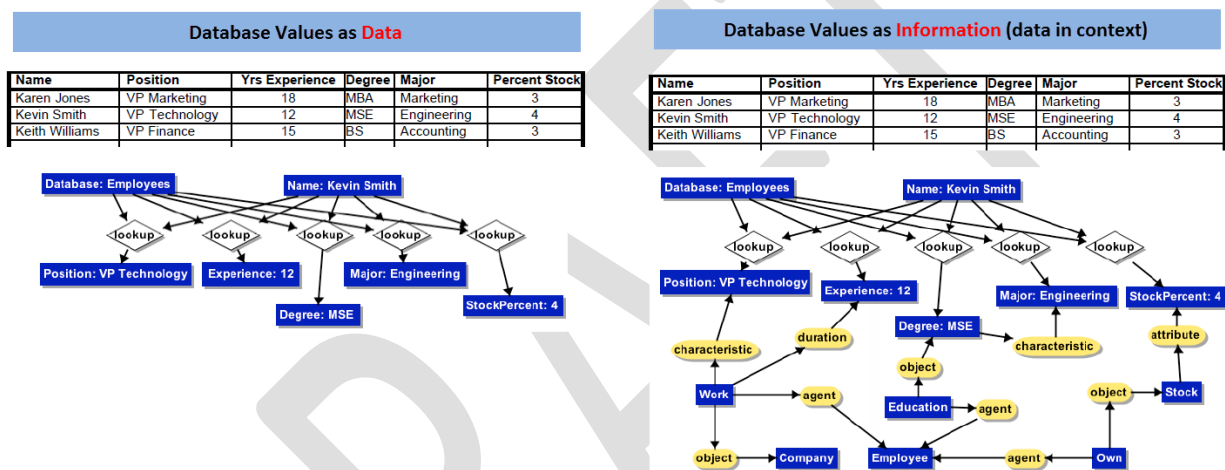 Database Values as Data
Name Position Yrs Experience Degree Major Percent Stock
Karen Jones VP Marketing 18 MBA Marketing 3
Kevin Smith VP Technology 12 MSE Engineering 4
Keith Williams VP Finance 15 BS Accounting 3
Database: Employees Name: Kevin Smith
lookup lookup lookup lookup lookup
Position: VP Technology Experience: 12 Major: Engineering
StockPercent: 4
Degree: MSE
Database Values as Information (data in context)
Name Position Yrs Experience Degree Major Percent Stock
Karen Jones VP Marketing 18 MBA Marketing 3
Kevin Smith VP Technology 12 MSE Engineering 4
Keith Williams VP Finance 15 BS Accounting 3
Database: Employees Name: Kevin Smith
lookup lookup lookup lookup lookup
Position: VP Technology
Experience: 12 Major: Engineering StockPercent: 4
Degree: MSE
duration attribute
characteristic characteristic
object
Work agent object Stock
Education agent
object Company Employee agent Own